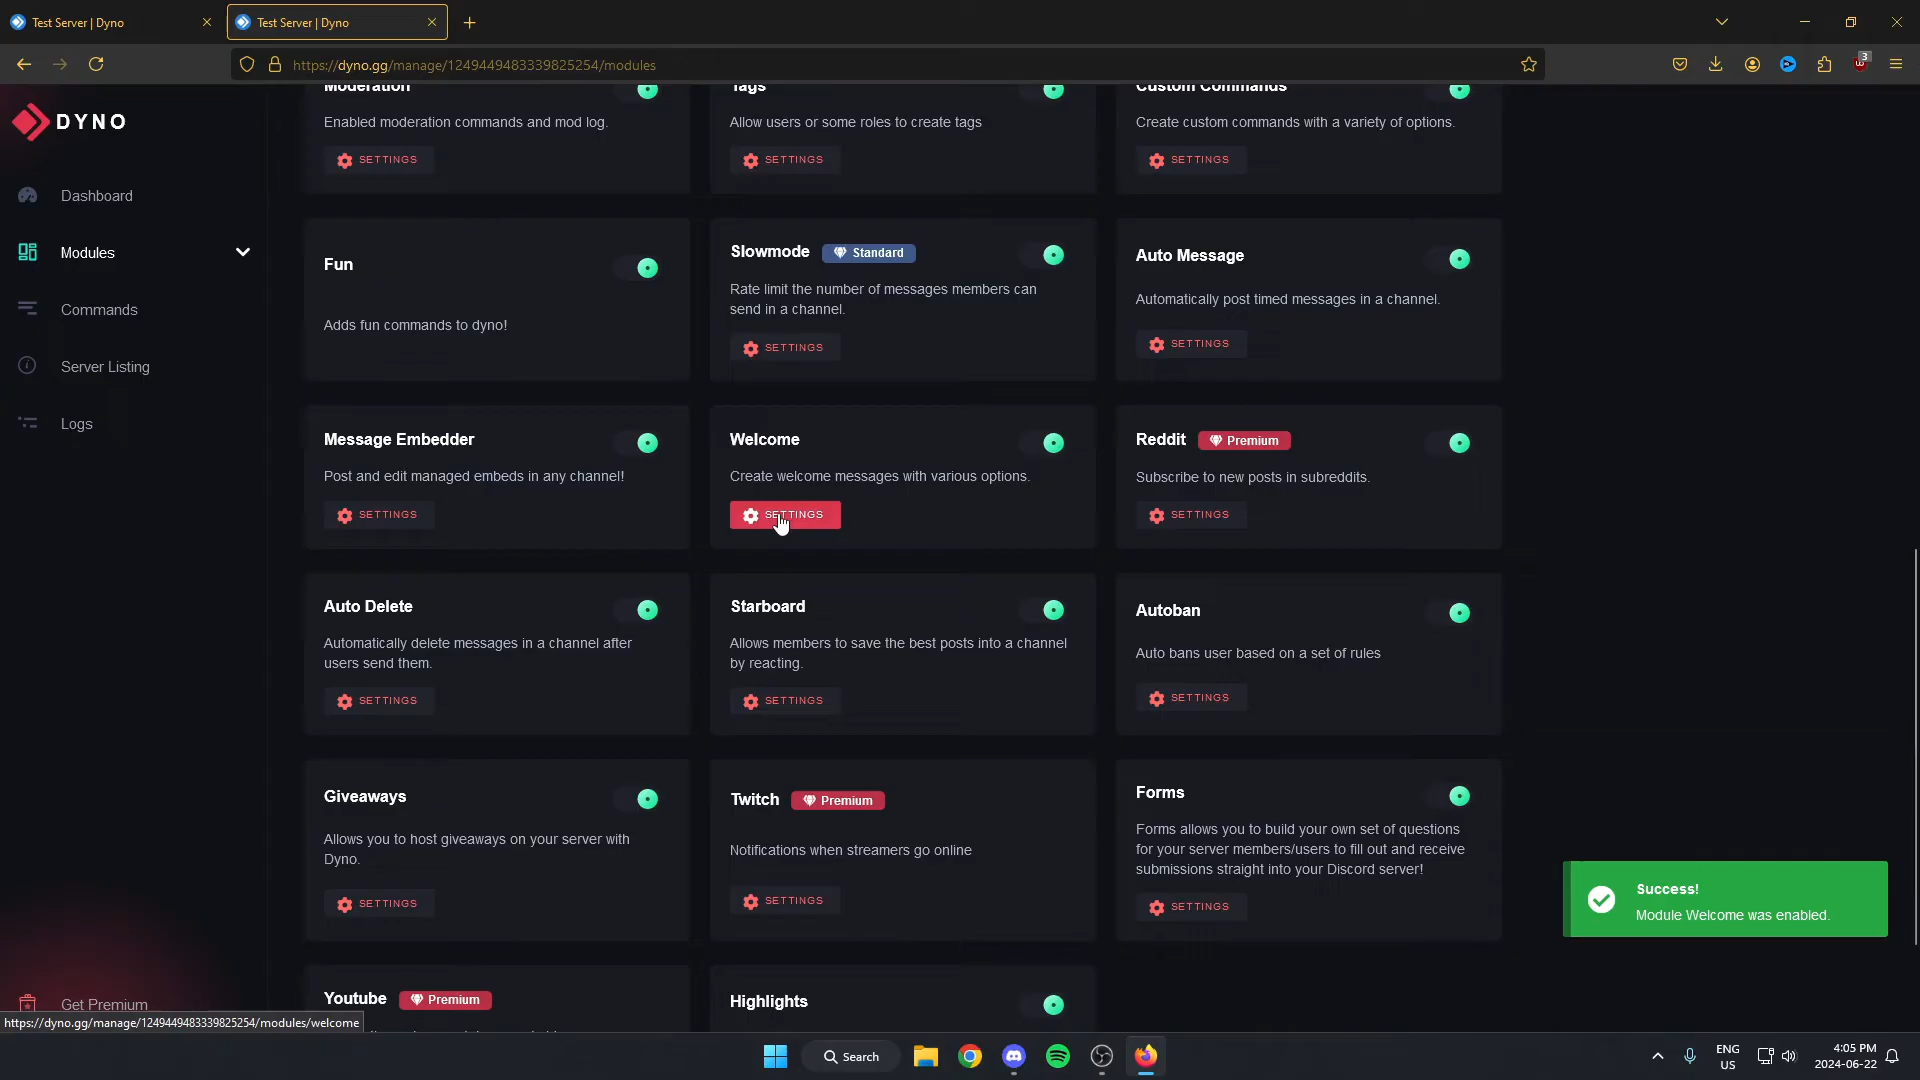 Test Server | Dyno
Test Server | Dyno
https://dyno.gg/manage/1249449483339825254/modules
3
DYNO
Dashboard
Modules
Commands
Server Listing
Logs
Get Premium
Moderation
Enabled moderation commands and mod log.
SETTINGS
Tags
Allow users or some roles to create tags
SETTINGS
Custom Commands
Create custom commands with a variety of options.
SETTINGS
Fun
Adds fun commands to dyno!
Slowmode
Standard
Rate limit the number of messages members can
send in a channel.
SETTINGS
Auto Message
Automatically post timed messages in a channel.
SETTINGS
Message Embedder
Post and edit managed embeds in any channel!
SETTINGS
Welcome
Create welcome messages with various options.
SETTINGS
Reddit
Premium
Subscribe to new posts in subreddits.
SETTINGS
Auto Delete
Automatically delete messages in a channel after
users send them.
SETTINGS
Starboard
Allows members to save the best posts into a channel
by reacting.
SETTINGS
Autoban
Auto bans user based on a set of rules
SETTINGS
Giveaways
Allows you to host giveaways on your server with
Dyno.
SETTINGS
Twitch
Premium
Notifications when streamers go online
SETTINGS
Forms
Forms allows you to build your own set of questions
for your server members/users to fill out and receive
submissions straight into your Discord server!
SETTINGS
Youtube
Premium
Highlights
Success!
Module Welcome was enabled.
https://dyno.gg/manage/1249449483339825254/modules/welcome
Search
ENG
US
4:05 PM
2024-06-22